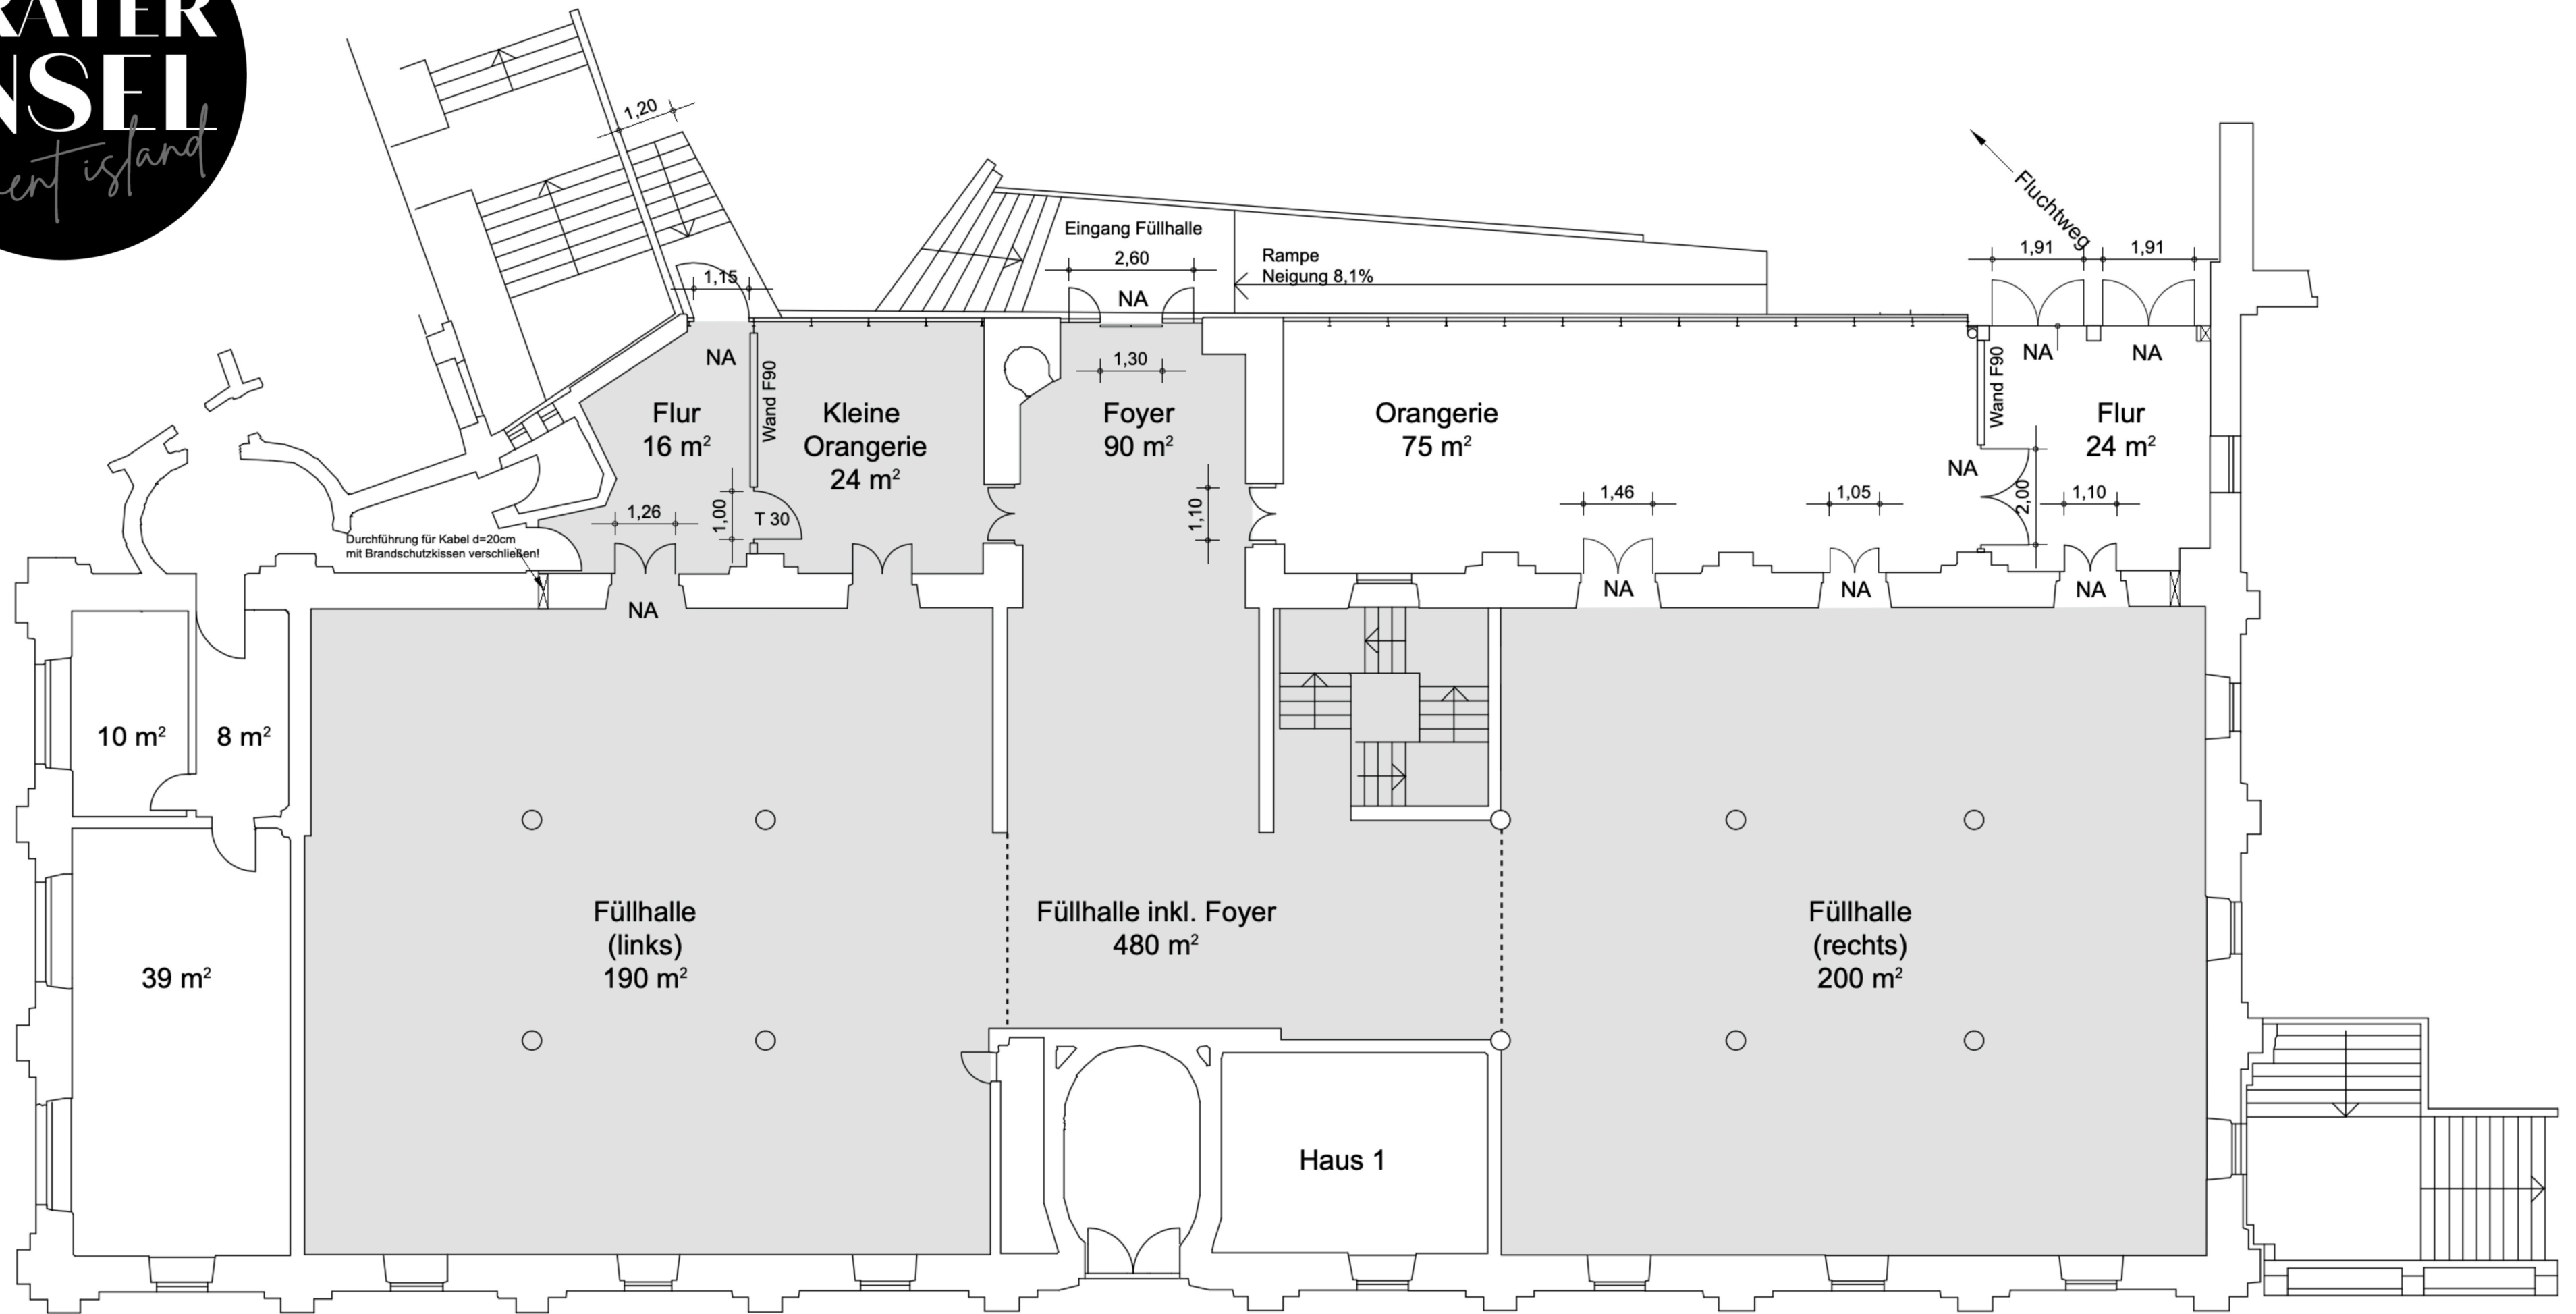 NSEL
island
1,20
Fluchtweg
Eingang Füllhalle
2,60
NA
Rampe
Neigung 8,1%
1,91
1,91
1,15
NA
Wand F90
1,30
Wand F90
NA
NA
Flur
16 m²
Kleine
Orangerie
24 m²
Foyer
90 m²
Orangerie
75 m²
Flur
24 m²
NA
1,26
1,00
T 30
1,10
1,46
1,05
2,00
1,10
Durchführung für Kabel d=20cm
mit Brandschutzkissen verschließen!
NA
NA
NA
NA
10 m²
8 m²
39 m²
Füllhalle
(links)
190 m²
Füllhalle inkl. Foyer
480 m²
Füllhalle
(rechts)
200 m²
Haus 1